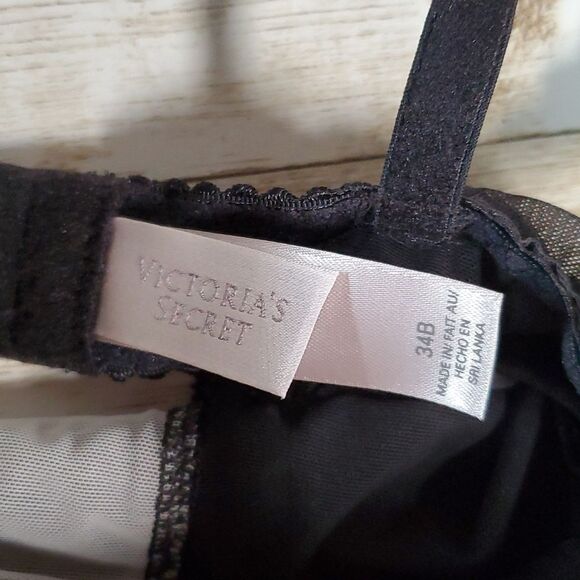 VICTORIA'S
SECRET
34B
MADE IN/ FAIT AU/
HECHO EN
SRI LANKA